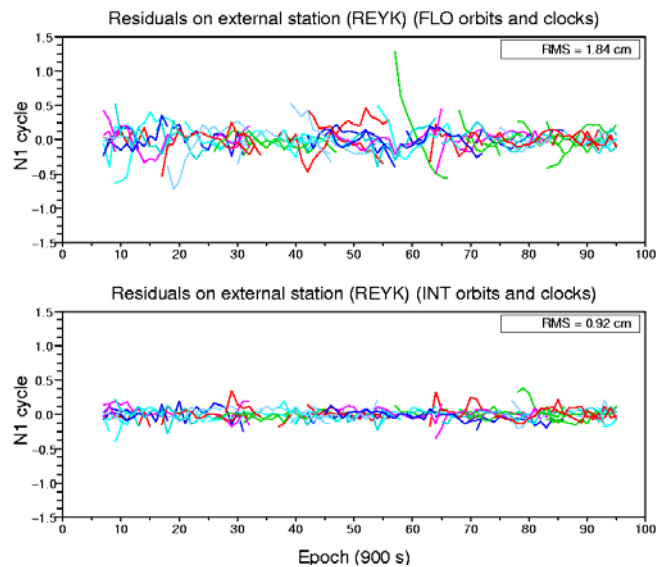 Residuals on external station (REYK) (FLO orbits and clocks)
1.5
RMS = 1.84 cm
1.0
0.5
N1 cycle
0.0
−0.5
−1.0
−1.5
0 10 20 30 40 50 60 70 80 90 100
Residuals on external station (REYK) (INT orbits and clocks)
1.5
RMS = 0.92 cm
1.0
0.5
N1 cycle
0.0
−0.5
−1.0
−1.5
0 10 20 30 40 50 60 70 80 90 100
Epoch (900 s)